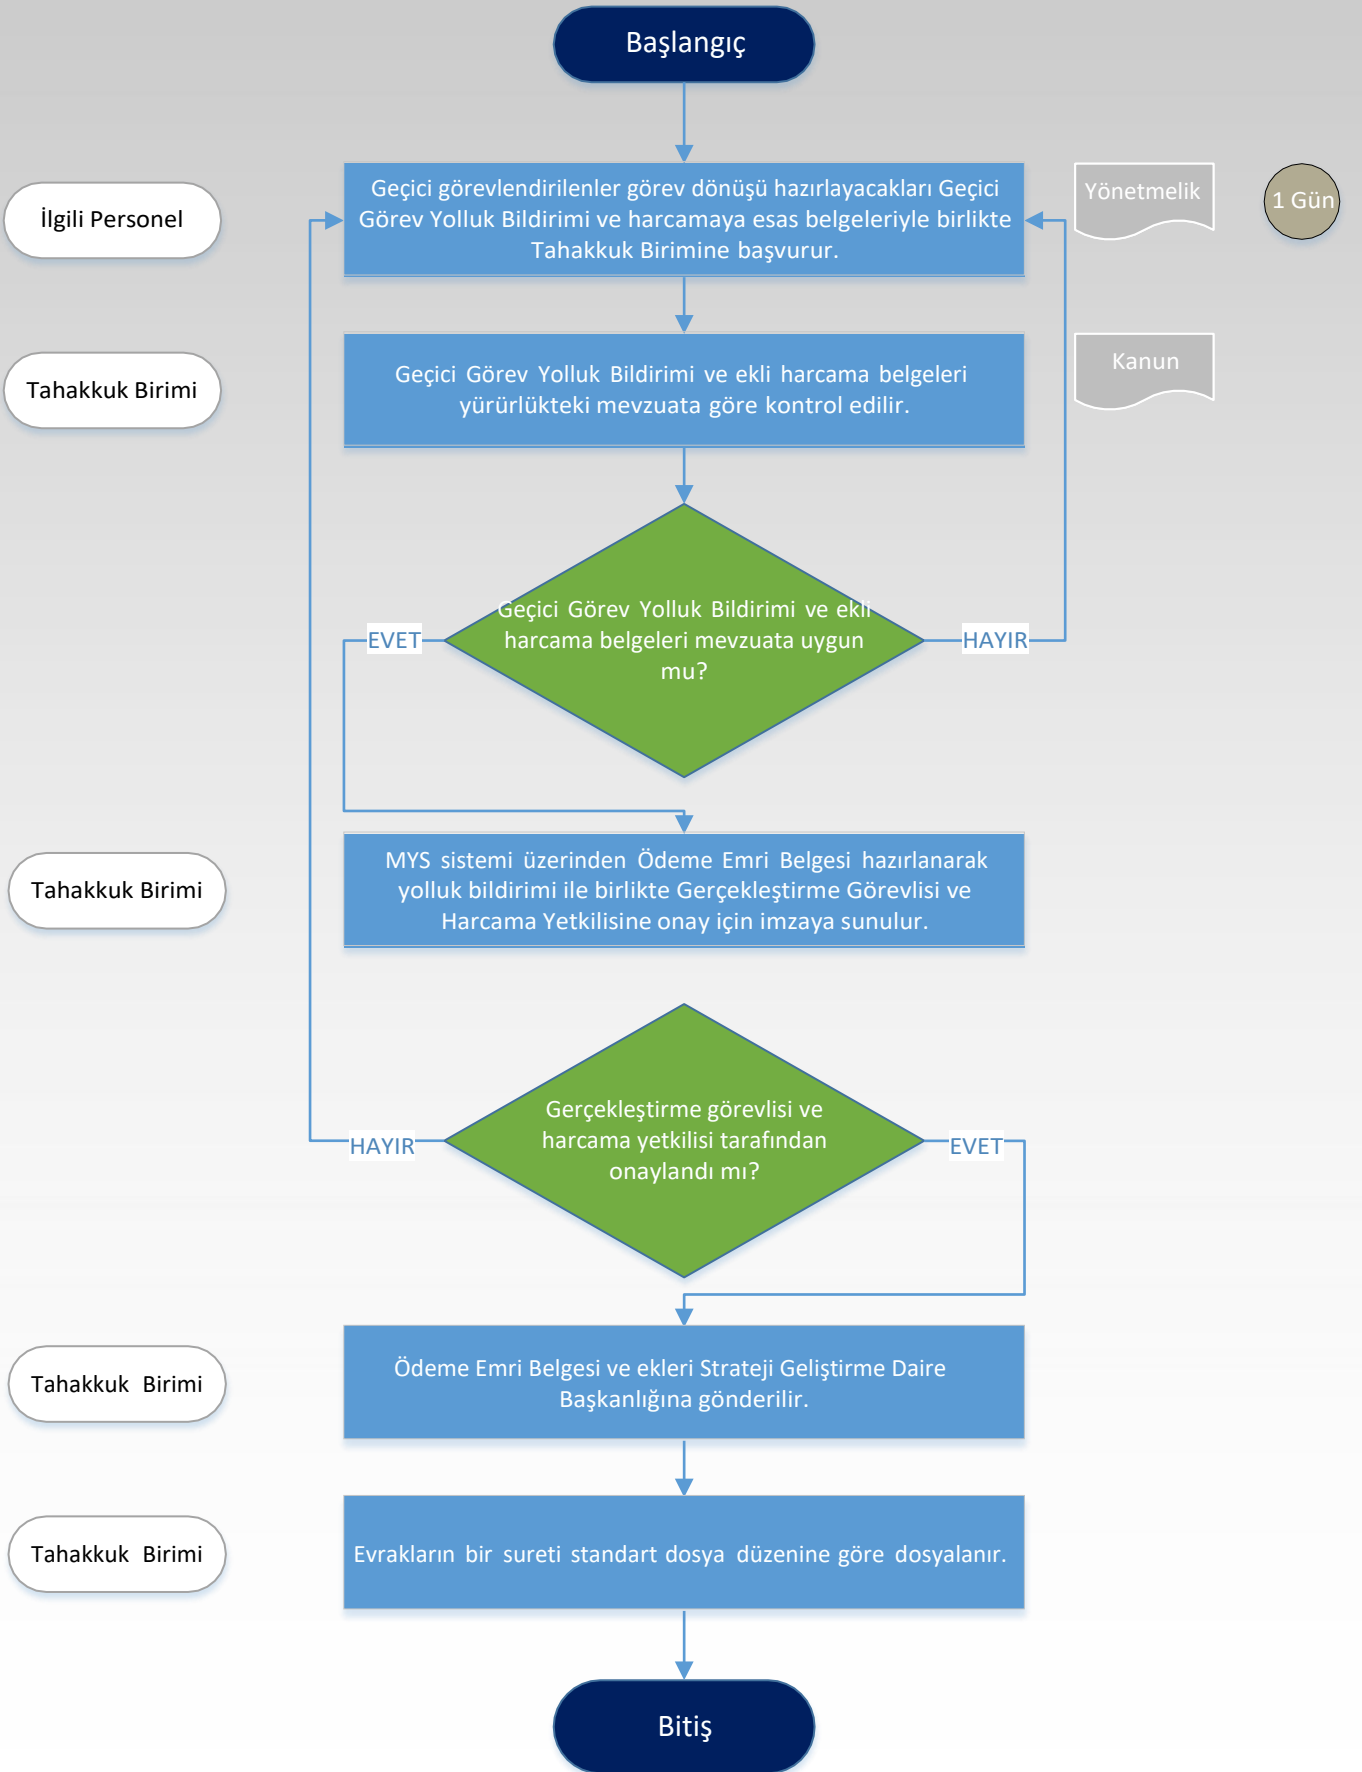 Başlangıç
İlgili Personel
Geçici görevlendirilenler görev dönüşü hazırlayacakları Geçici
Görev Yolluk Bildirimi ve harcamaya esas belgeleriyle birlikte
Tahakkuk Birimine başvurur.
Yönetmelik
1 Gün
Tahakkuk Birimi
Geçici Görev Yolluk Bildirimi ve ekli harcama belgeleri
yürürlükteki mevzuata göre kontrol edilir.
Kanun
EVET
Geçici Görev Yolluk Bildirimi ve ekli
harcama belgeleri mevzuata uygun
mu?
HAYIR
Tahakkuk Birimi
MYS sistemi üzerinden Ödeme Emri Belgesi hazırlanarak
yolluk bildirimi ile birlikte Gerçekleştirme Görevlisi ve
Harcama Yetkilisine onay için imzaya sunulur.
HAYIR
Gerçekleştirme görevlisi ve
harcama yetkilisi tarafından
onaylandı mı?
EVET
Tahakkuk Birimi
Ödeme Emri Belgesi ve ekleri Strateji Geliştirme Daire
Başkanlığına gönderilir.
Tahakkuk Birimi
Evrakların bir sureti standart dosya düzenine göre dosyalanır.
Bitiş